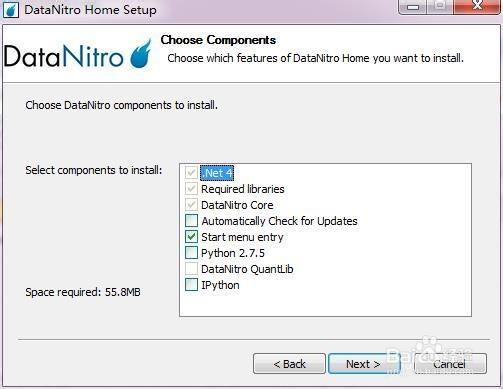 DataNitro Home Setup
DataNitro
Choose Components
Choose which features of DataNitro Home you want to install.
Choose DataNitro components to install.
Select components to install:
.Net 4
Required libraries
DataNitro Core
Automatically Check for Updates
Start menu entry
Python 2.7.5
DataNitro QuantLib
IPython
Space required: 55.8MB
< Back
Next >
Cancel